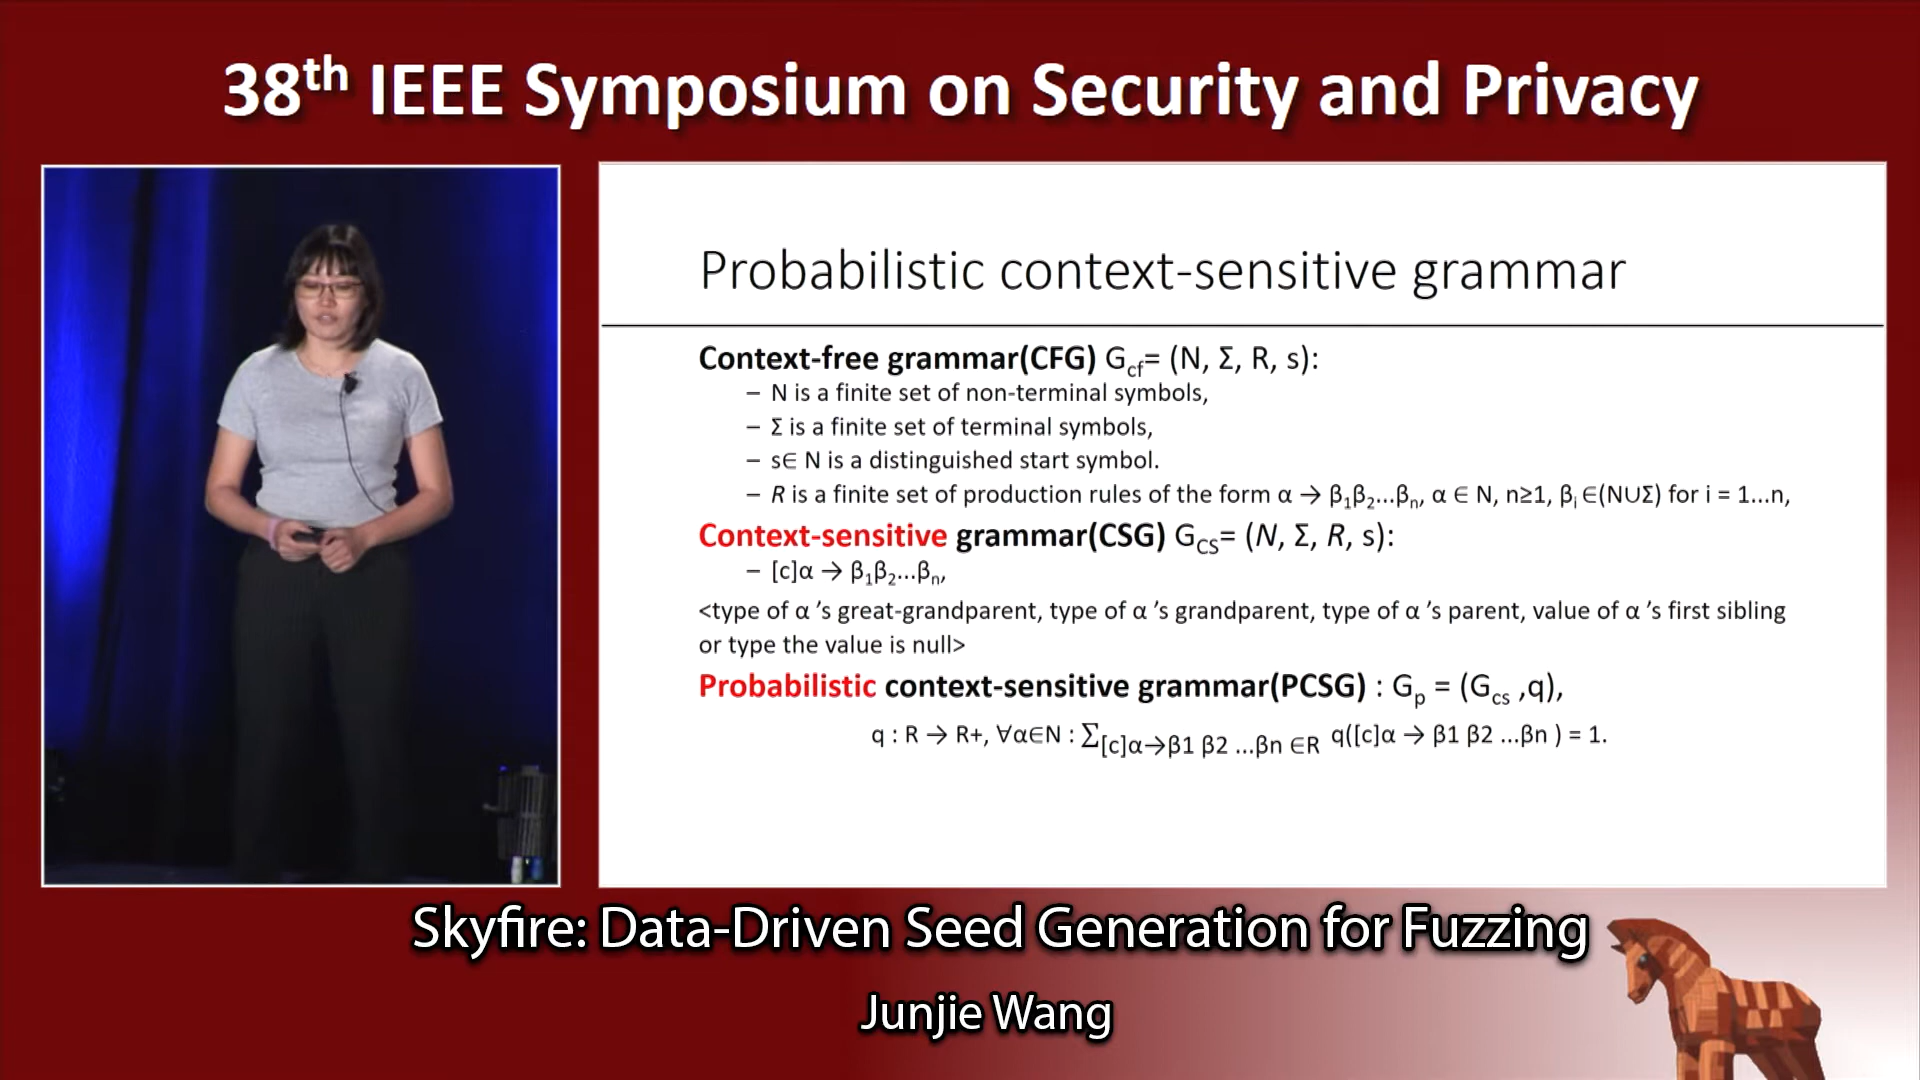 38th IEEE Symposium on Security and Privacy
Probabilistic context-sensitive grammar
Context-free grammar(CFG) Gcf= (N, Σ, R, s):
– N is a finite set of non-terminal symbols,
– Σ is a finite set of terminal symbols,
– s∈ N is a distinguished start symbol.
– R is a finite set of production rules of the form α → β1β2...βn, α ∈ N, n≥1, βi ∈(N∪Σ) for i = 1...n,
Context-sensitive grammar(CSG) GCS= (N, Σ, R, s):
– [c]α → β1β2...βn,
<type of α 's great-grandparent, type of α 's grandparent, type of α 's parent, value of α 's first sibling
or type the value is null>
Probabilistic context-sensitive grammar(PCSG) : Gp = (Gcs ,q),
q : R → R+, ∀α∈N : ∑[c]α→β1 β2 ...βn ∈R q([c]α → β1 β2 ...βn ) = 1.
Skyfire: Data-Driven Seed Generation for Fuzzing
Junjie Wang